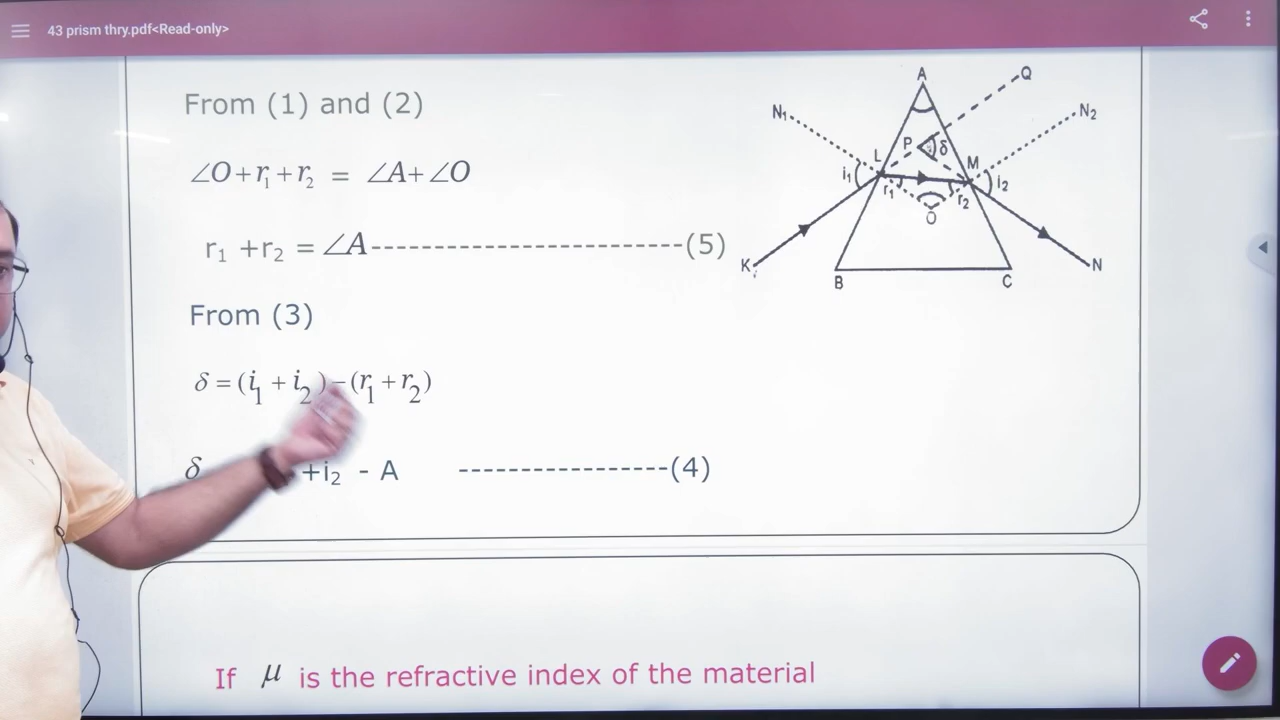 43 prism thry.pdf<Read-only>
From (1) and (2)
∠O+r₁+r₂ = ∠A+∠O
r₁ +r₂ = ∠A-------------------------(5)
From (3)
δ=(i₁+i₂)-(r₁+r₂)
δ +i₂ - A -----------------(4)
If μ is the refractive index of the material
A
Q
N₁
N₂
P
δ
L
M
i₁
i₂
r₁
r₂
O
K
N
B
C